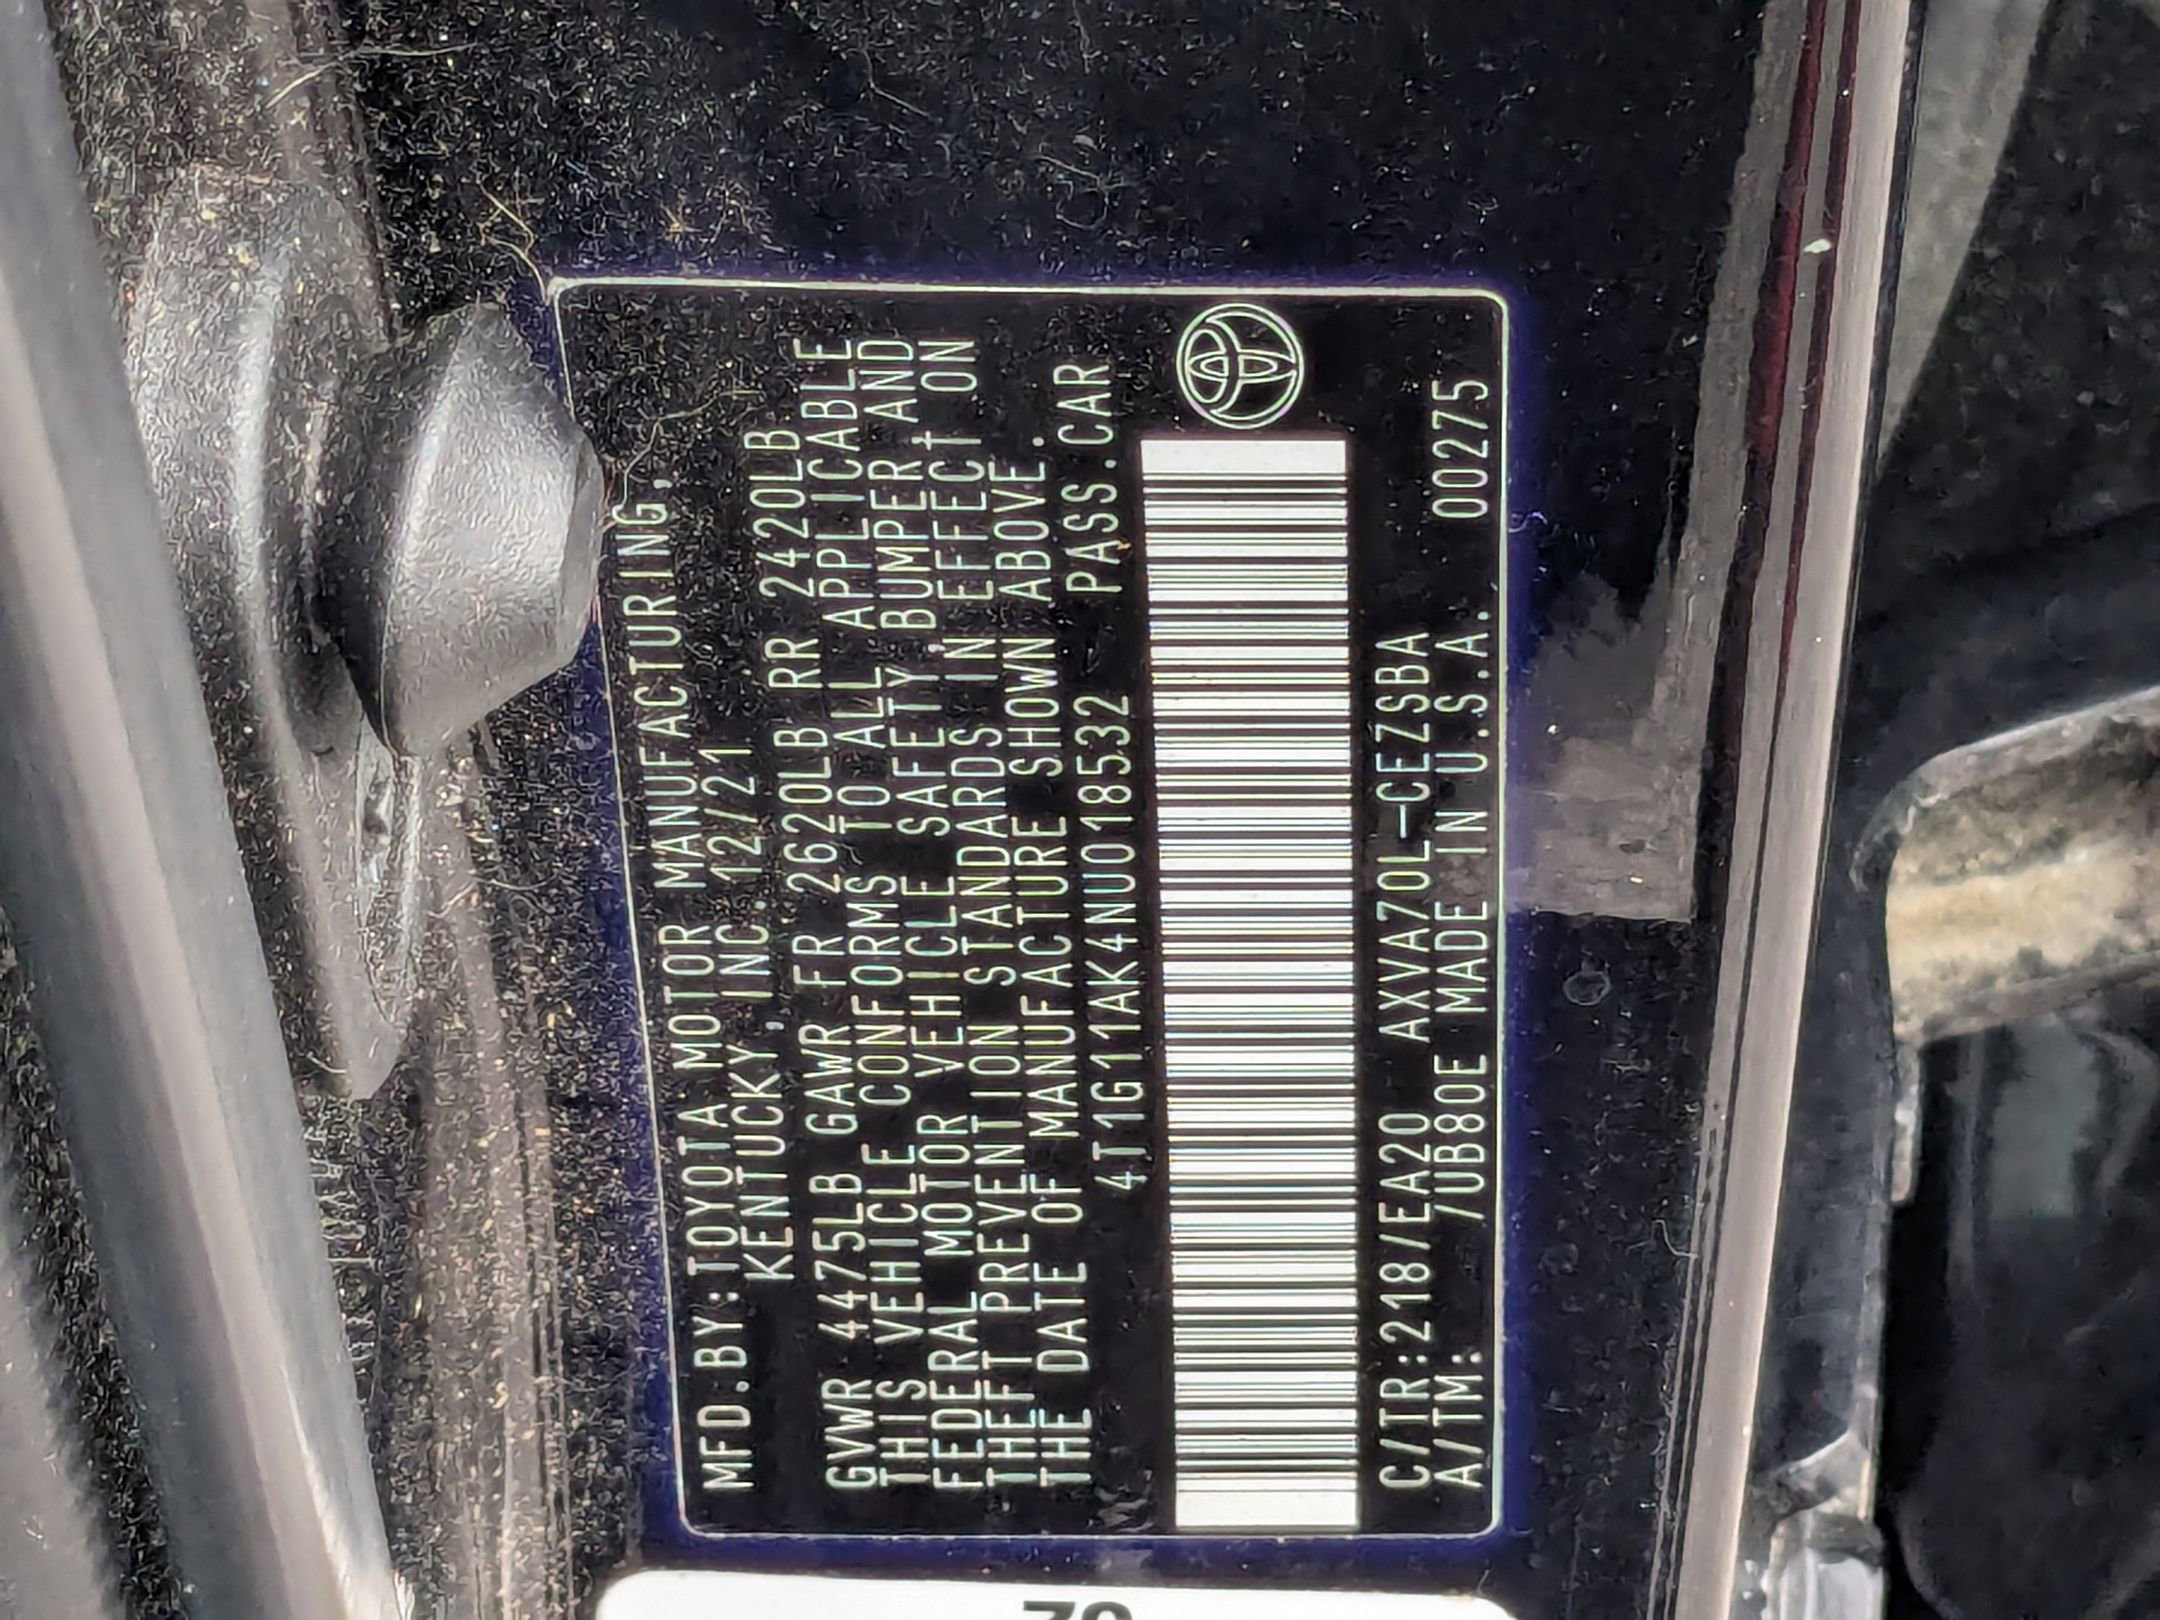 MFD.BY:TOYOTA MOTOR MANUFACTURING,
KENTUCKY, INC. 12/21
GVWR 4475LB GAWR FR 2620LB RR 2420LB
THIS VEHICLE CONFORMS TO ALL APPLICABLE
FEDERAL MOTOR VEHICLE SAFETY,BUMPER AND
THEFT PREVENTION STANDARDS IN EFFECT ON
THE DATE OF MANUFACTURE SHOWN ABOVE.
4T1G11AK4NU018532 PASS.CAR
C/TR:218/EA20 AXVA70L-CEZSBA
A/TM: /UB80E MADE IN U.S.A. 00275